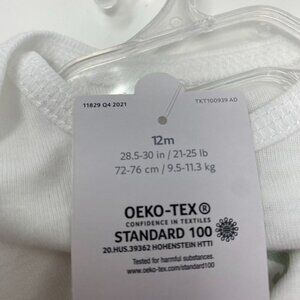 11829 Q4 2021
TKT100939 AD
12m
28.5-30 in / 21-25 lb
72-76 cm / 9.5-11.3 kg
OEKO-TEX®
CONFIDENCE IN TEXTILES
STANDARD 100
20.HUS.39362 HOHENSTEIN HTTI
Tested for harmful substances.
www.oeko-tex.com/standard100